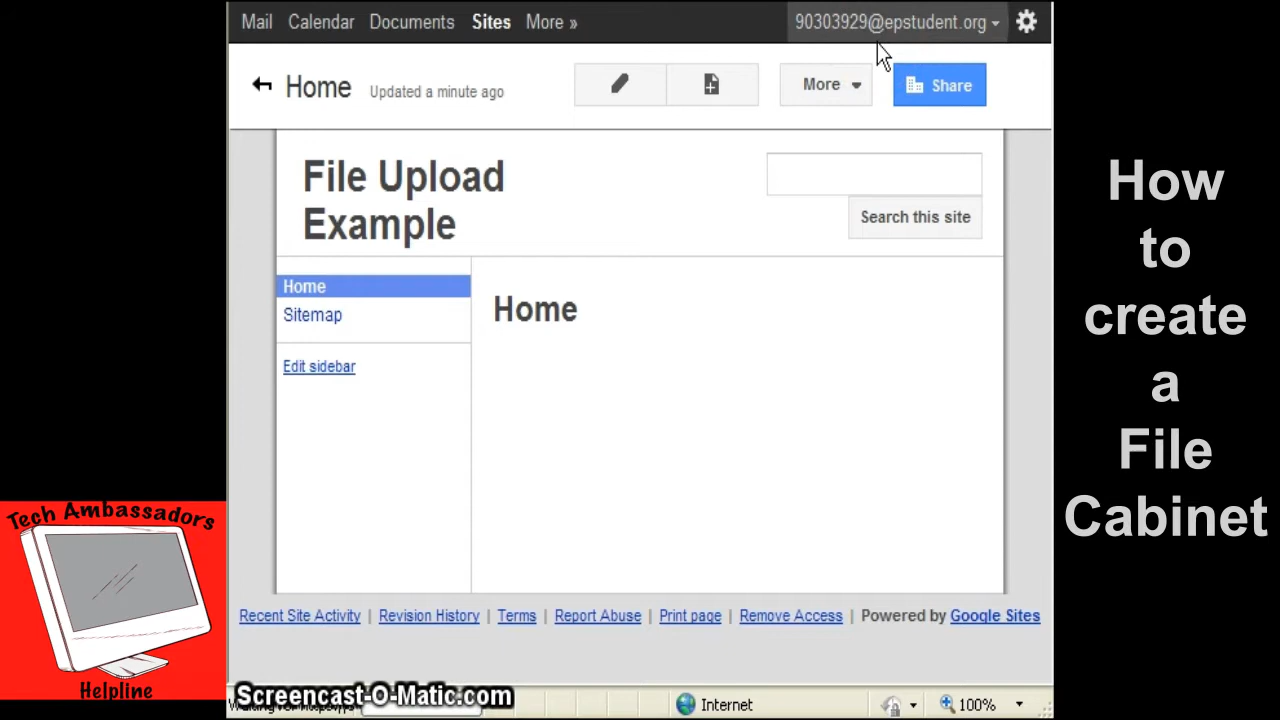 Mail Calendar Documents Sites More » 90303929@epstudent.org
Home Updated a minute ago More Share
File Upload
Example
Search this site
Home
Sitemap
Edit sidebar
Home
Recent Site Activity | Revision History | Terms | Report Abuse | Print page | Remove Access | Powered by Google Sites
Screencast-O-Matic.com
Internet 100%
How
to
create
a
File
Cabinet
Tech Ambassadors
Helpline